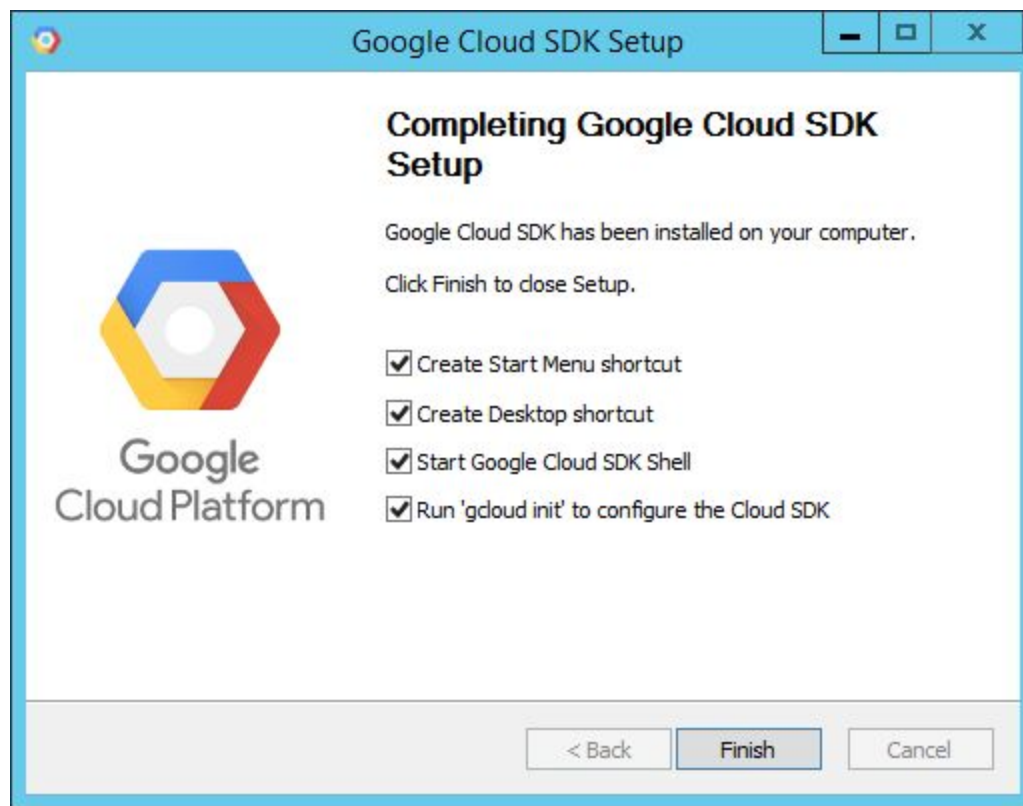 Google Cloud SDK Setup
Completing Google Cloud SDK
Setup
Google Cloud SDK has been installed on your computer.
Click Finish to close Setup.
Create Start Menu shortcut
Create Desktop shortcut
Start Google Cloud SDK Shell
Run 'gcloud init' to configure the Cloud SDK
Google
Cloud Platform
< Back
Finish
Cancel